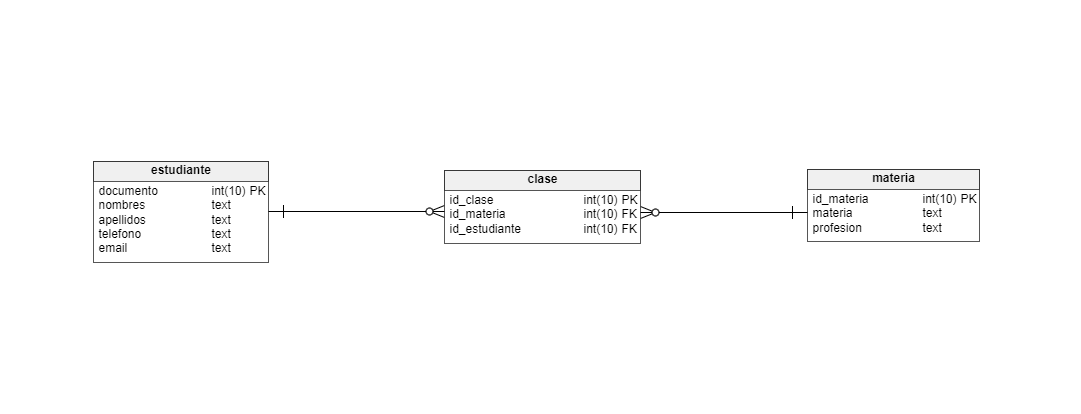 estudiante
documento int(10) PK
nombres text
apellidos text
telefono text
email text
clase
id_clase int(10) PK
id_materia int(10) FK
id_estudiante int(10) FK
materia
id_materia int(10) PK
materia text
profesion text